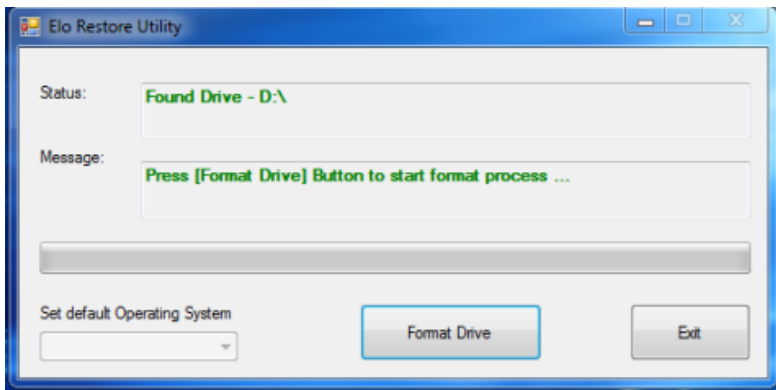 Elo Restore Utility
Status:
Found Drive - D:\
Message:
Press [Format Drive] Button to start format process ...
Set default Operating System
Format Drive
Exit